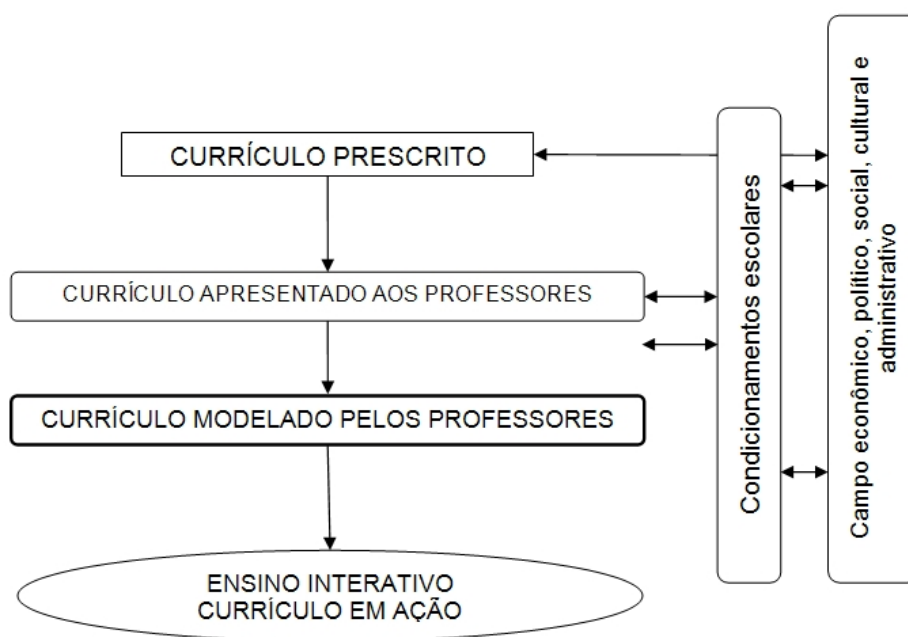 CURRÍCULO PRESCRITO
CURRÍCULO APRESENTADO AOS PROFESSORES
CURRÍCULO MODELADO PELOS PROFESSORES
ENSINO INTERATIVO
CURRÍCULO EM AÇÃO
Condicionamentos escolares
Campo econômico, político, social, cultural e
administrativo